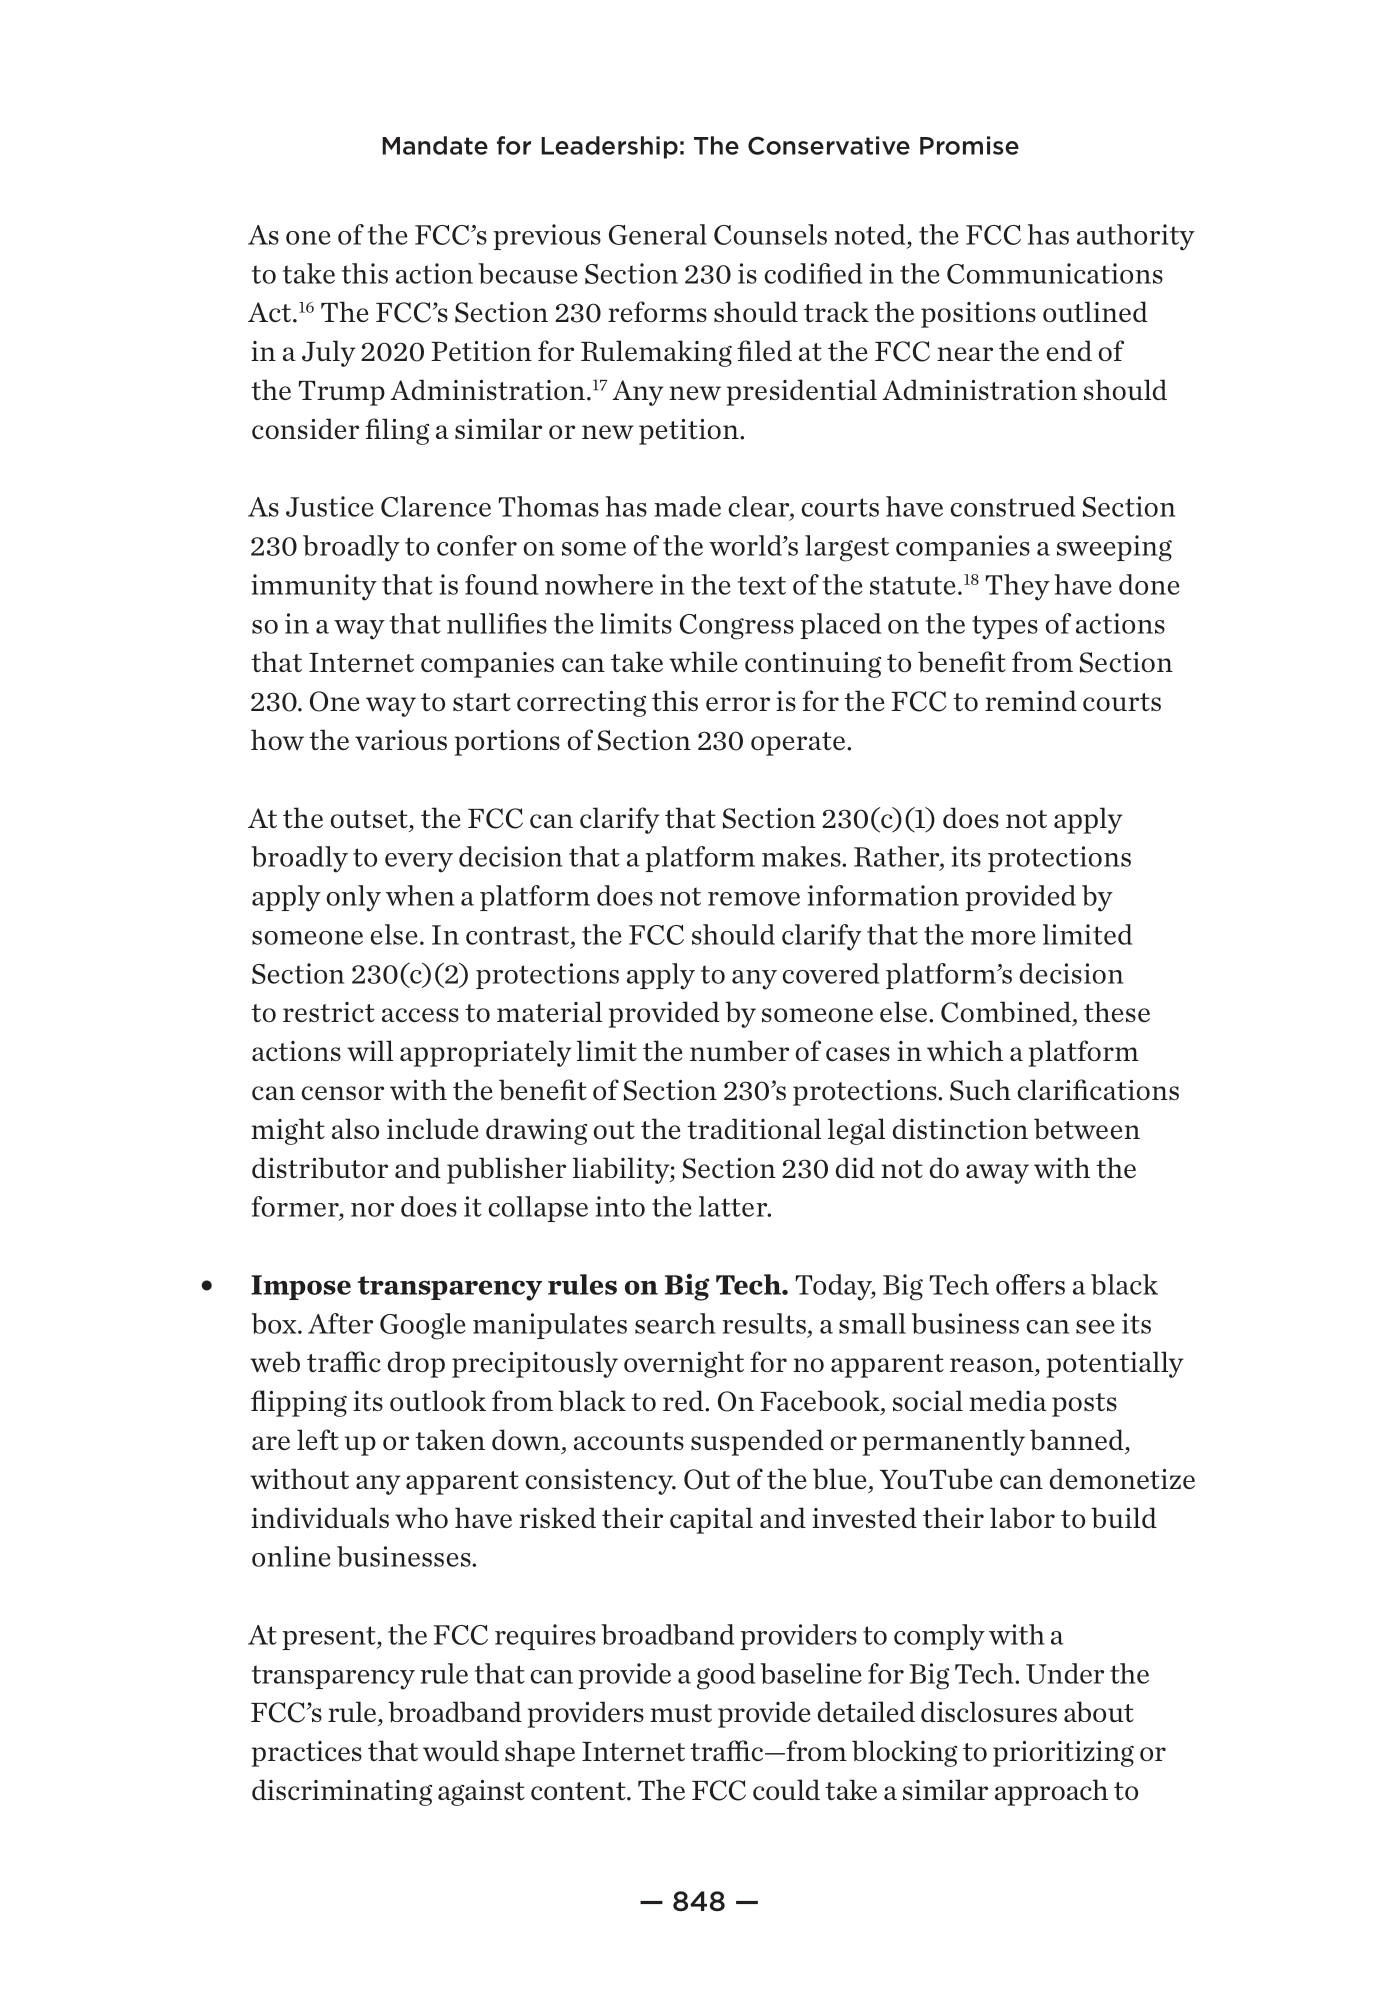 Mandate for Leadership: The Conservative Promise
As one of the FCC’s previous General Counsels noted, the FCC has authority
to take this action because Section 230 is codified in the Communications
Act.16 The FCC’s Section 230 reforms should track the positions outlined
in a July 2020 Petition for Rulemaking filed at the FCC near the end of
the Trump Administration.17 Any new presidential Administration should
consider filing a similar or new petition.
As Justice Clarence Thomas has made clear, courts have construed Section
230 broadly to confer on some of the world’s largest companies a sweeping
immunity that is found nowhere in the text of the statute.18 They have done
so in a way that nullifies the limits Congress placed on the types of actions
that Internet companies can take while continuing to benefit from Section
230. One way to start correcting this error is for the FCC to remind courts
how the various portions of Section 230 operate.
At the outset, the FCC can clarify that Section 230(c)(1) does not apply
broadly to every decision that a platform makes. Rather, its protections
apply only when a platform does not remove information provided by
someone else. In contrast, the FCC should clarify that the more limited
Section 230(c)(2) protections apply to any covered platform’s decision
to restrict access to material provided by someone else. Combined, these
actions will appropriately limit the number of cases in which a platform
can censor with the benefit of Section 230’s protections. Such clarifications
might also include drawing out the traditional legal distinction between
distributor and publisher liability; Section 230 did not do away with the
former, nor does it collapse into the latter.
• Impose transparency rules on Big Tech. Today, Big Tech offers a black
box. After Google manipulates search results, a small business can see its
web traffic drop precipitously overnight for no apparent reason, potentially
flipping its outlook from black to red. On Facebook, social media posts
are left up or taken down, accounts suspended or permanently banned,
without any apparent consistency. Out of the blue, YouTube can demonetize
individuals who have risked their capital and invested their labor to build
online businesses.
At present, the FCC requires broadband providers to comply with a
transparency rule that can provide a good baseline for Big Tech. Under the
FCC’s rule, broadband providers must provide detailed disclosures about
practices that would shape Internet traffic—from blocking to prioritizing or
discriminating against content. The FCC could take a similar approach to
— 848 —